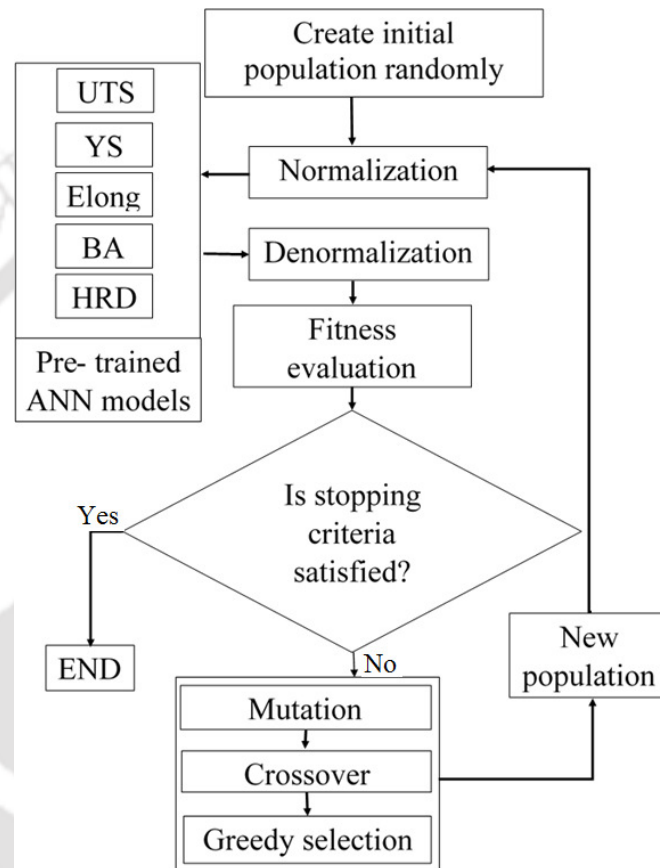 Create initial
population randomly
UTS
YS
Elong
BA
HRD
Pre- trained
ANN models
Normalization
Denormalization
Fitness
evaluation
Is stopping
criteria
satisfied?
Yes
END
No
Mutation
Crossover
Greedy selection
New
population